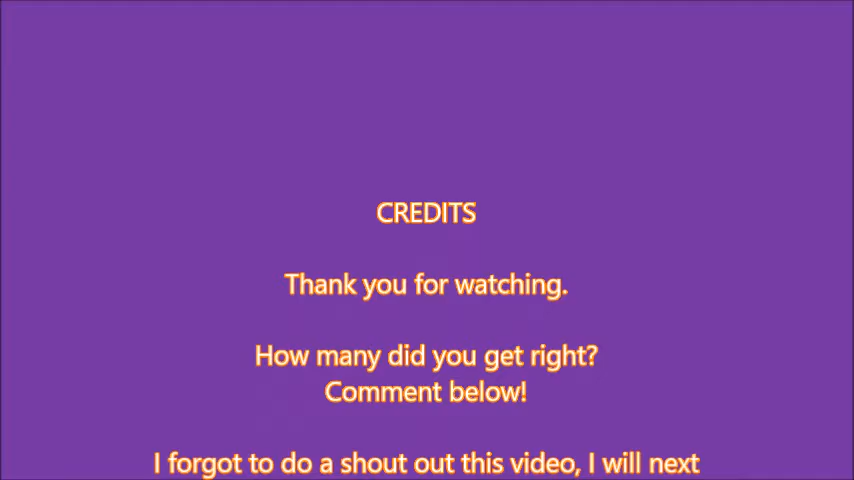 CREDITS
Thank you for watching.
How many did you get right?
Comment below!
I forgot to do a shout out this video, I will next